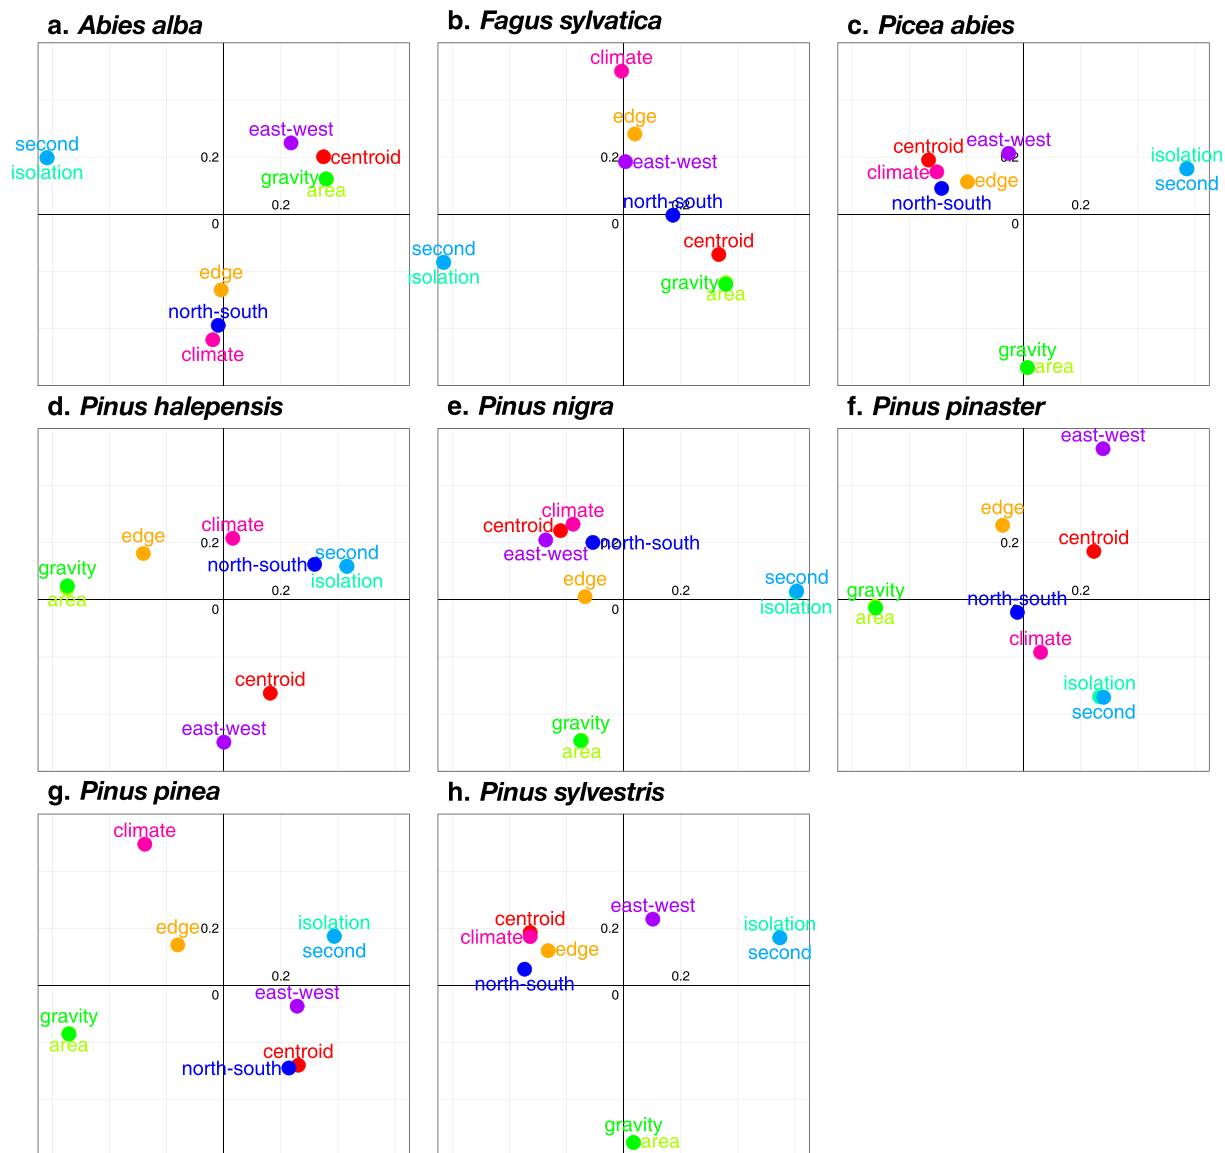 a. Abies alba
second
isolation
east-west
centroid
gravity
area
0.2
0.2
0
edge
north-south
climate
b. Fagus sylvatica
climate
edge
0.2
east-west
north-south
0.2
0
centroid
second
isolation
gravity
area
c. Picea abies
centroid
east-west
0.2
climate
edge
north-south
isolation
second
0.2
0
gravity
area
d. Pinus halepensis
climate
edge
0.2
north-south
second
isolation
gravity
area
0.2
0
centroid
east-west
e. Pinus nigra
climate
centroid
0.2
north-south
east-west
edge
0.2
second
isolation
0
gravity
area
f. Pinus pinaster
east-west
edge
0.2
centroid
gravity
area
0.2
north-south
climate
isolation
second
g. Pinus pinea
climate
edge
0.2
isolation
second
0.2
0
east-west
gravity
area
centroid
north-south
h. Pinus sylvestris
east-west
centroid
climate
0.2
edge
north-south
isolation
second
0.2
0
gravity
area